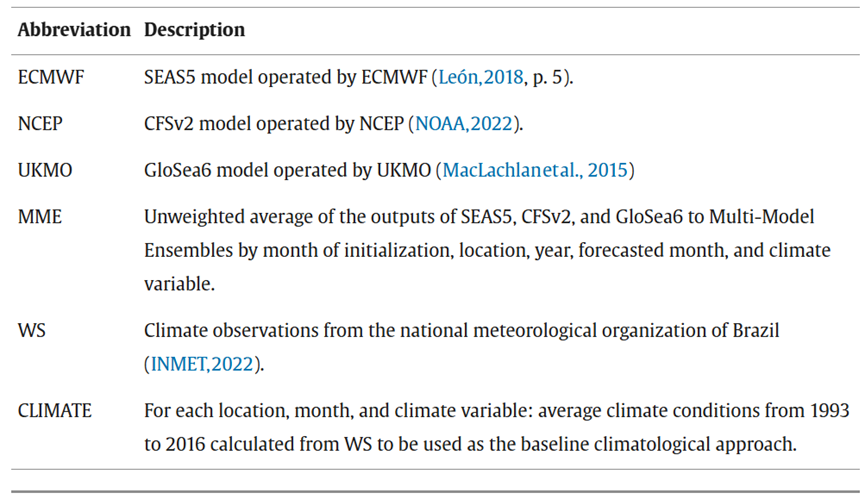 Abbreviation Description
ECMWF SEAS5 model operated by ECMWF (León,2018, p. 5).
NCEP CFSv2 model operated by NCEP (NOAA,2022).
UKMO GloSea6 model operated by UKMO (MacLachlanetal., 2015)
MME Unweighted average of the outputs of SEAS5, CFSv2, and GloSea6 to Multi-Model
Ensembles by month of initialization, location, year, forecasted month, and climate
variable.
WS Climate observations from the national meteorological organization of Brazil
(INMET,2022).
CLIMATE For each location, month, and climate variable: average climate conditions from 1993
to 2016 calculated from WS to be used as the baseline climatological approach.